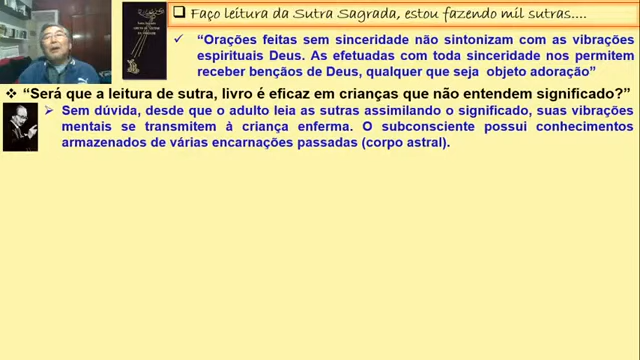 ❑ Faço leitura da Sutra Sagrada, estou fazendo mil sutras....
✓ “Orações feitas sem sinceridade não sintonizam com as vibrações
espirituais Deus. As efetuadas com toda sinceridade nos permitem
receber bençãos de Deus, qualquer que seja objeto adoração”
❖ “Será que a leitura de sutra, livro é eficaz em crianças que não entendem significado?”
➢ Sem dúvida, desde que o adulto leia as sutras assimilando o significado, suas vibrações
mentais se transmitem à criança enferma. O subconsciente possui conhecimentos
armazenados de várias encarnações passadas (corpo astral).